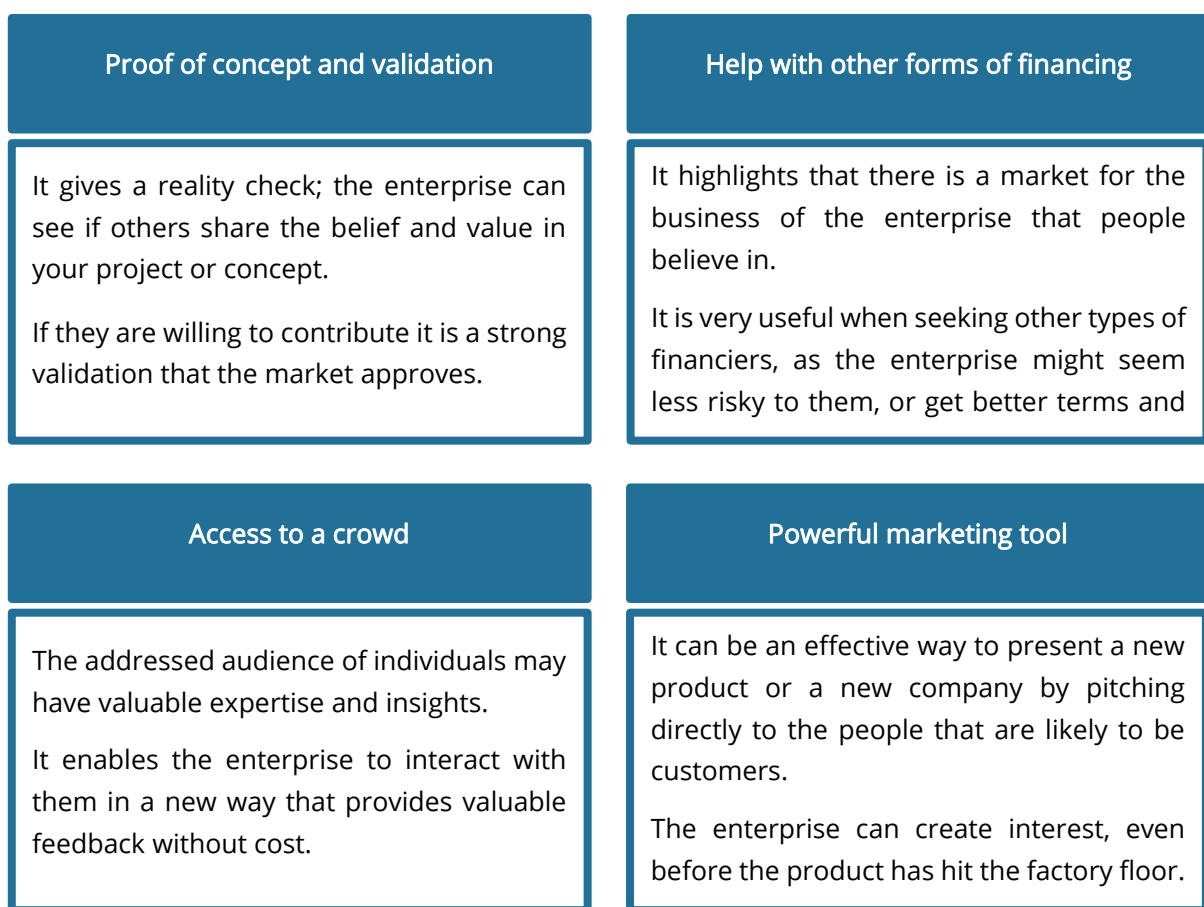 Proof of concept and validation
It gives a reality check; the enterprise can
see if others share the belief and value in
your project or concept.
If they are willing to contribute it is a strong
validation that the market approves.
Help with other forms of financing
It highlights that there is a market for the
business of the enterprise that people
believe in.
It is very useful when seeking other types of
financiers, as the enterprise might seem
less risky to them, or get better terms and
Access to a crowd
The addressed audience of individuals may
have valuable expertise and insights.
It enables the enterprise to interact with
them in a new way that provides valuable
feedback without cost.
Powerful marketing tool
It can be an effective way to present a new
product or a new company by pitching
directly to the people that are likely to be
customers.
The enterprise can create interest, even
before the product has hit the factory floor.